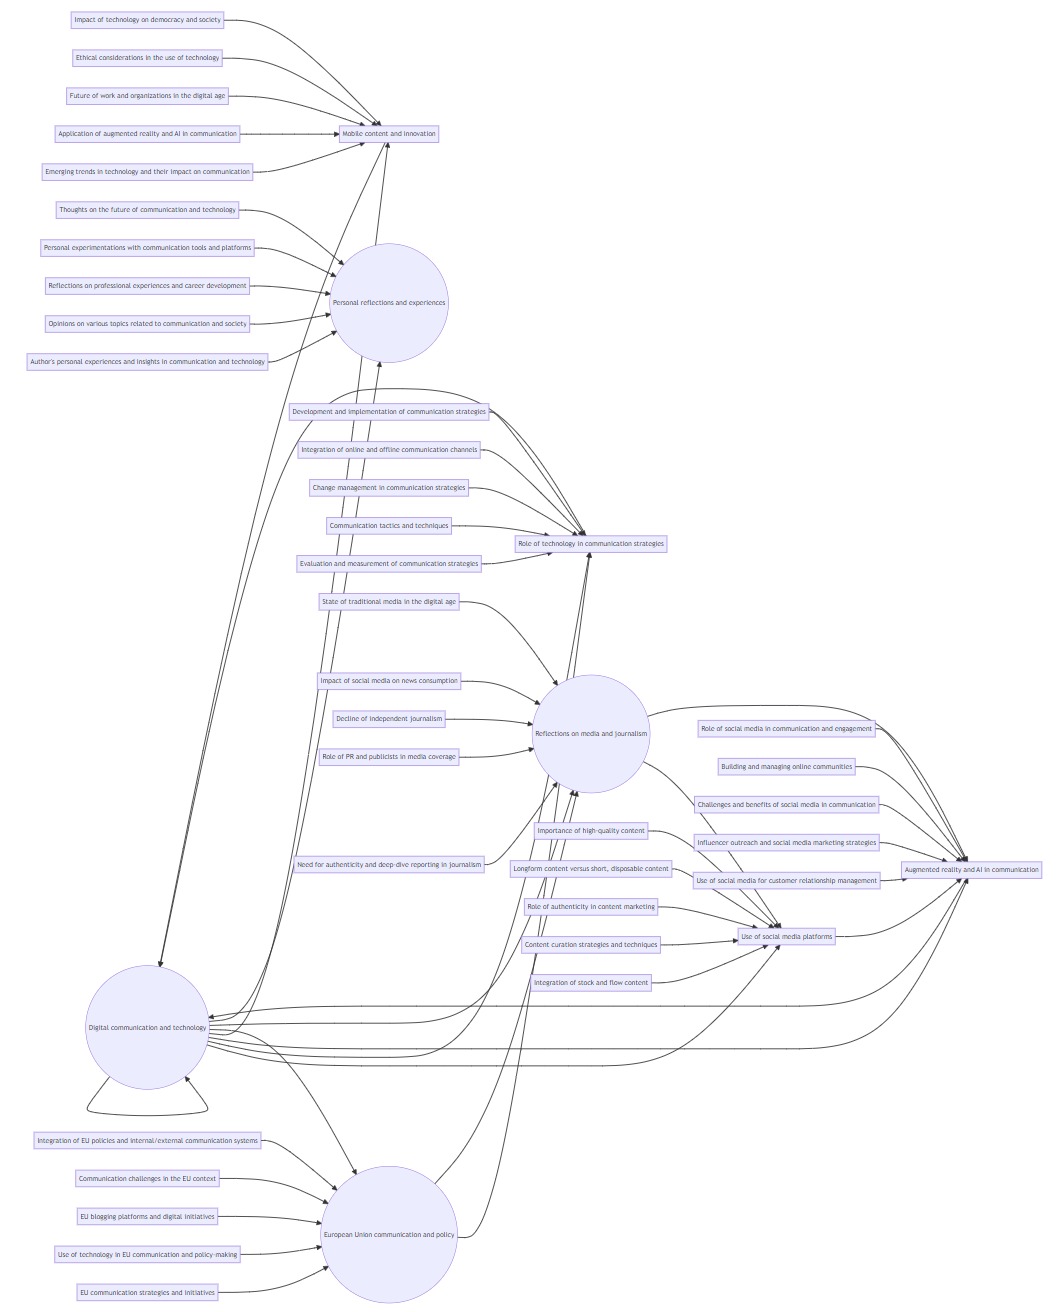 Impact of technology on democracy and society
Ethical considerations in the use of technology
Future of work and organizations in the digital age
Application of augmented reality and AI in communication
Mobile content and innovation
Emerging trends in technology and their impact on communication
Thoughts on the future of communication and technology
Personal experimentations with communication tools and platforms
Reflections on professional experiences and career development
Personal reflections and experiences
Opinions on various topics related to communication and society
Author's personal experiences and insights in communication and technology
Development and implementation of communication strategies
Integration of online and offline communication channels
Change management in communication strategies
Communication tactics and techniques
Role of technology in communication strategies
Evaluation and measurement of communication strategies
State of traditional media in the digital age
Impact of social media on news consumption
Decline of independent journalism
Reflections on media and journalism
Role of PR and publicists in media coverage
Need for authenticity and deep-dive reporting in journalism
Role of social media in communication and engagement
Building and managing online communities
Challenges and benefits of social media in communication
Influencer outreach and social media marketing strategies
Use of social media for customer relationship management
Augmented reality and AI in communication
Importance of high-quality content
Longform content versus short, disposable content
Role of authenticity in content marketing
Content curation strategies and techniques
Use of social media platforms
Integration of stock and flow content
Digital communication and technology
Integration of EU policies and internal/external communication systems
Communication challenges in the EU context
EU blogging platforms and digital initiatives
European Union communication and policy
Use of technology in EU communication and policy-making
EU communication strategies and initiatives